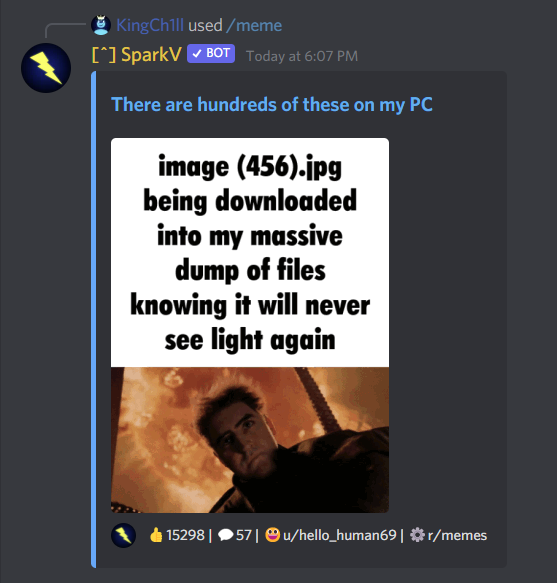 KingCh1ll used /meme
[ˆ] SparkV ✓ BOT Today at 6:07 PM
There are hundreds of these on my PC
image (456).jpg
being downloaded
into my massive
dump of files
knowing it will never
see light again
👍 15298 | 💬 57 | 😃 u/hello_human69 | ⚙️ r/memes